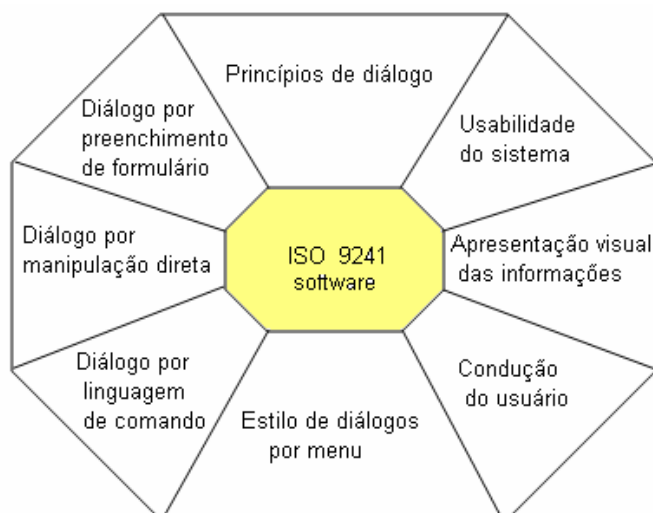 Princípios de diálogo
Usabilidade
do sistema
Apresentação visual
das informações
Condução
do usuário
Estilo de diálogos
por menu
Diálogo por
linguagem
de comando
Diálogo por
manipulação direta
Diálogo por
preenchimento
de formulário
ISO 9241
software